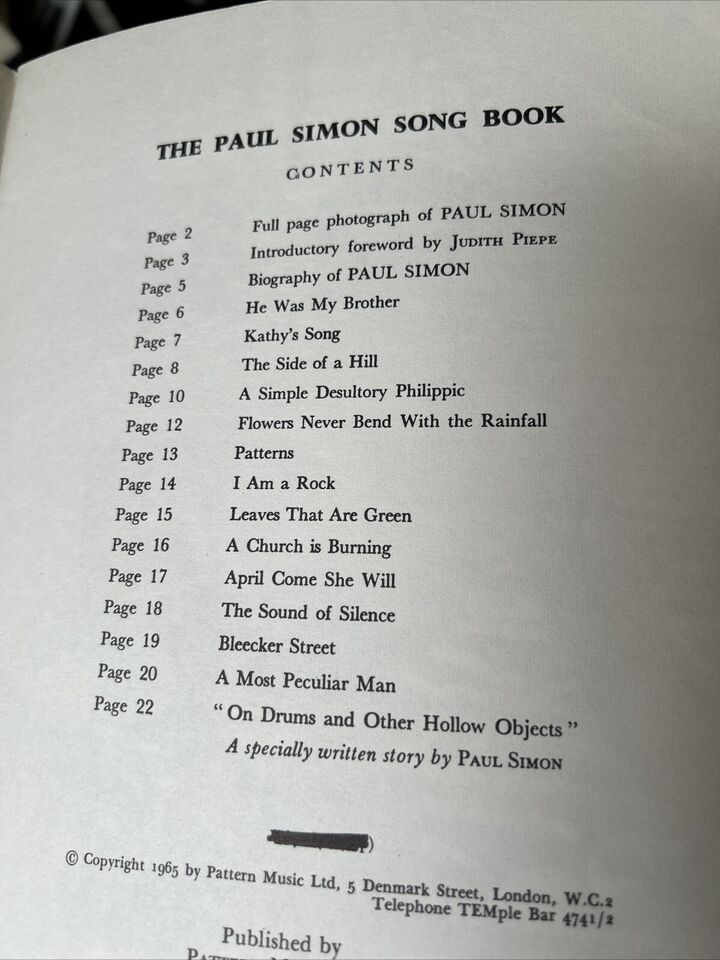 THE PAUL SIMON SONG BOOK
CONTENTS
Page 2 Full page photograph of PAUL SIMON
Page 3 Introductory foreword by JUDITH PIEPE
Page 5 Biography of PAUL SIMON
Page 6 He Was My Brother
Page 7 Kathy's Song
Page 8 The Side of a Hill
Page 10 A Simple Desultory Philippic
Page 12 Flowers Never Bend With the Rainfall
Page 13 Patterns
Page 14 I Am a Rock
Page 15 Leaves That Are Green
Page 16 A Church is Burning
Page 17 April Come She Will
Page 18 The Sound of Silence
Page 19 Bleecker Street
Page 20 A Most Peculiar Man
Page 22 “On Drums and Other Hollow Objects”
A specially written story by PAUL SIMON
)
© Copyright 1965 by Pattern Music Ltd, 5 Denmark Street, London, W.C.2
Telephone TEMple Bar 4741/2
Published by